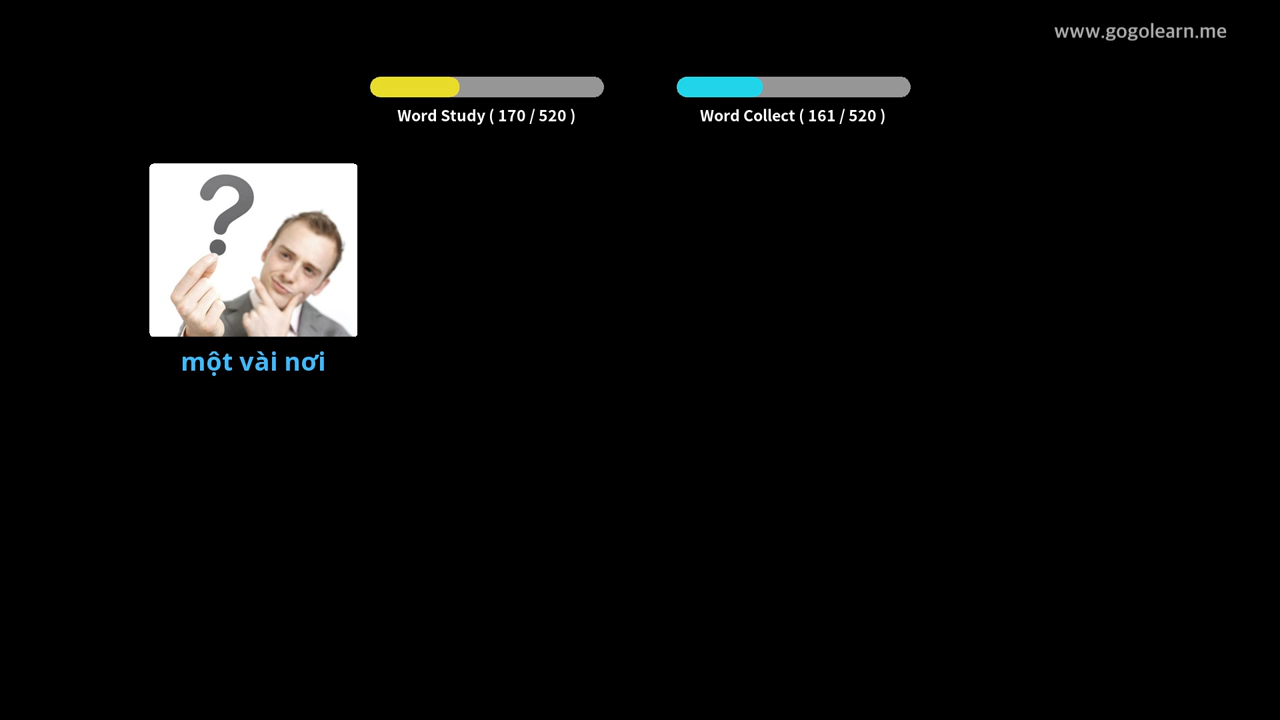 www.gogolearn.me
Word Study ( 170 / 520 )
Word Collect ( 161 / 520 )
?
một vài nơi